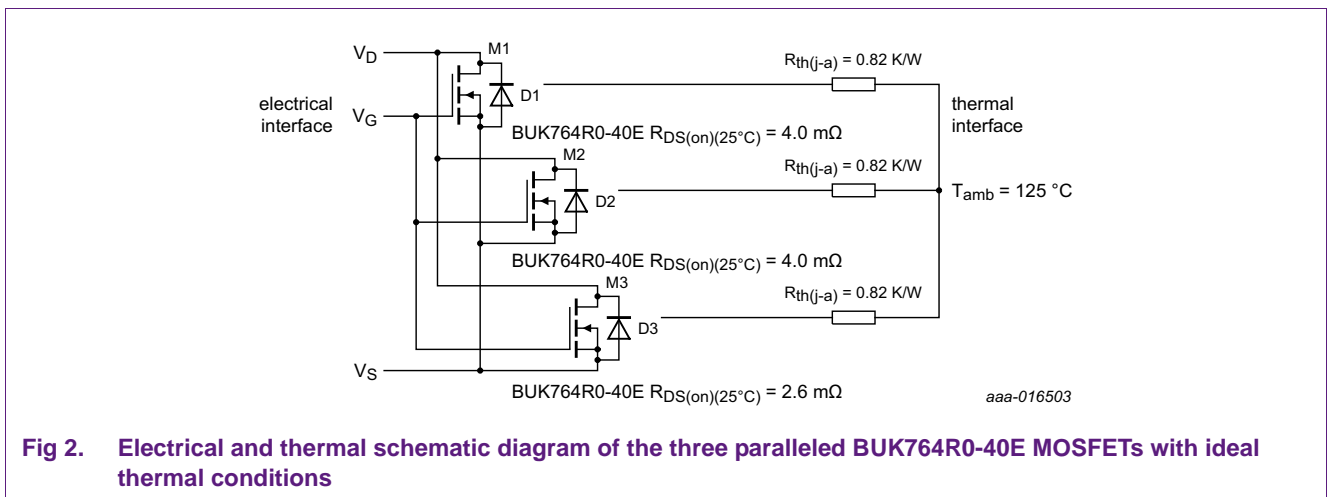 V_D
M1
R_th(j-a) = 0.82 K/W
electrical
interface
V_G
D1
thermal
interface
BUK764R0-40E R_DS(on)(25°C) = 4.0 mΩ
M2
R_th(j-a) = 0.82 K/W
D2
T_amb = 125 °C
BUK764R0-40E R_DS(on)(25°C) = 4.0 mΩ
M3
R_th(j-a) = 0.82 K/W
D3
V_S
BUK764R0-40E R_DS(on)(25°C) = 2.6 mΩ
aaa-016503
Fig 2. Electrical and thermal schematic diagram of the three paralleled BUK764R0-40E MOSFETs with ideal
thermal conditions